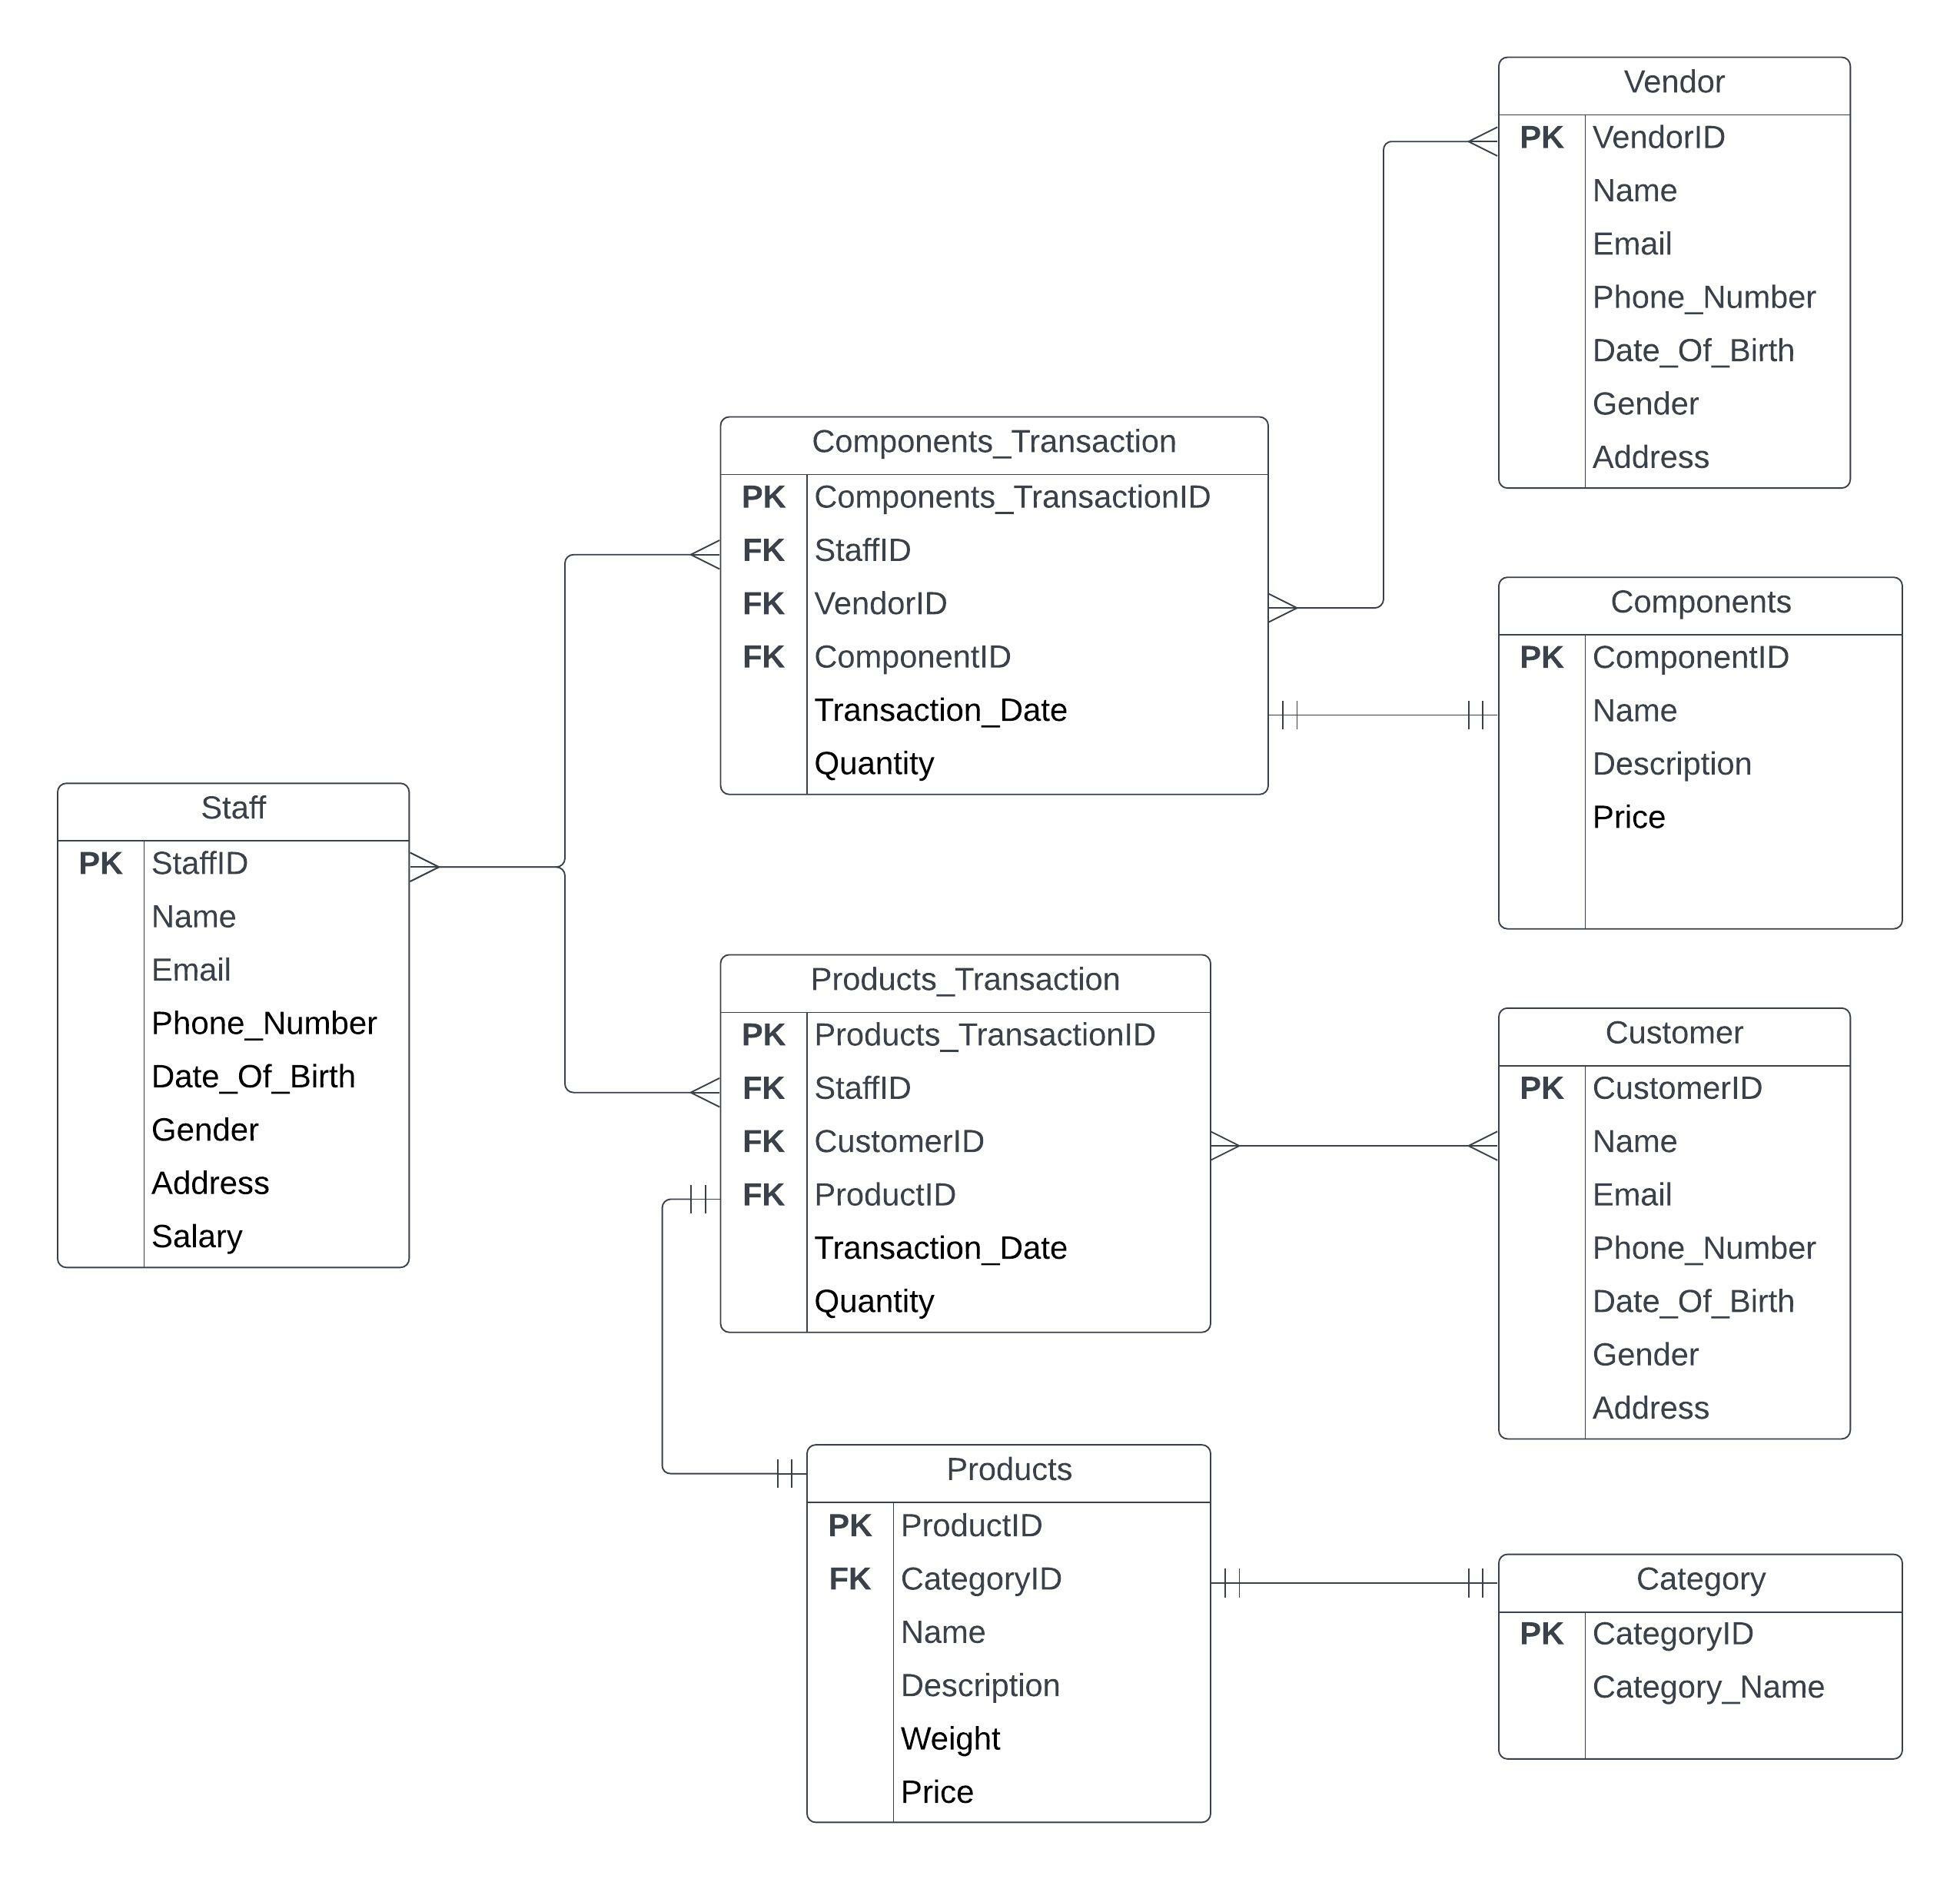 Vendor
PK VendorID
Name
Email
Phone_Number
Date_Of_Birth
Gender
Address
Components_Transaction
PK Components_TransactionID
FK StaffID
FK VendorID
FK ComponentID
Transaction_Date
Quantity
Components
PK ComponentID
Name
Description
Price
Staff
PK StaffID
Name
Email
Phone_Number
Date_Of_Birth
Gender
Address
Salary
Products_Transaction
PK Products_TransactionID
FK StaffID
FK CustomerID
FK ProductID
Transaction_Date
Quantity
Customer
PK CustomerID
Name
Email
Phone_Number
Date_Of_Birth
Gender
Address
Products
PK ProductID
FK CategoryID
Name
Description
Weight
Price
Category
PK CategoryID
Category_Name